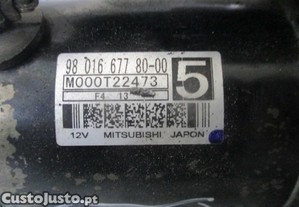 98 016 677 80-00
M000T22473
5
F4 13
12V MITSUBISHI JAPON
CustoJusto.pt